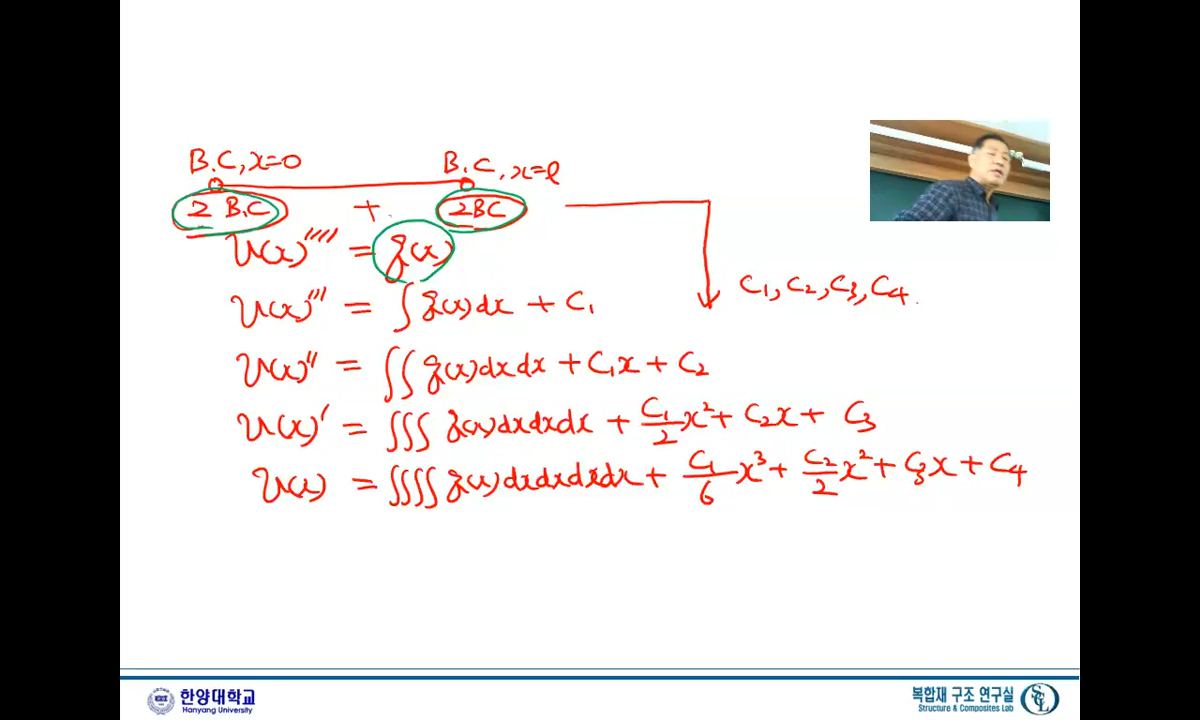 B.C, x=0 B.C, x=l
2 B.C + 2BC
v(x)'''' = q(x)
C₁, C₂, C₃, C₄
v(x)''' = ∫ q(x)dx + C₁
v(x)'' = ∫∫ q(x)dxdx + C₁x + C₂
v(x)' = ∫∫∫ q(x)dxdxdx + C₁/2 x² + C₂x + C₃
v(x) = ∫∫∫∫ q(x)dxdxdxdx + C₁/6 x³ + C₂/2 x² + C₃x + C₄
한양대학교
Hanyang University
복합재 구조 연구실
Structure & Composites Lab